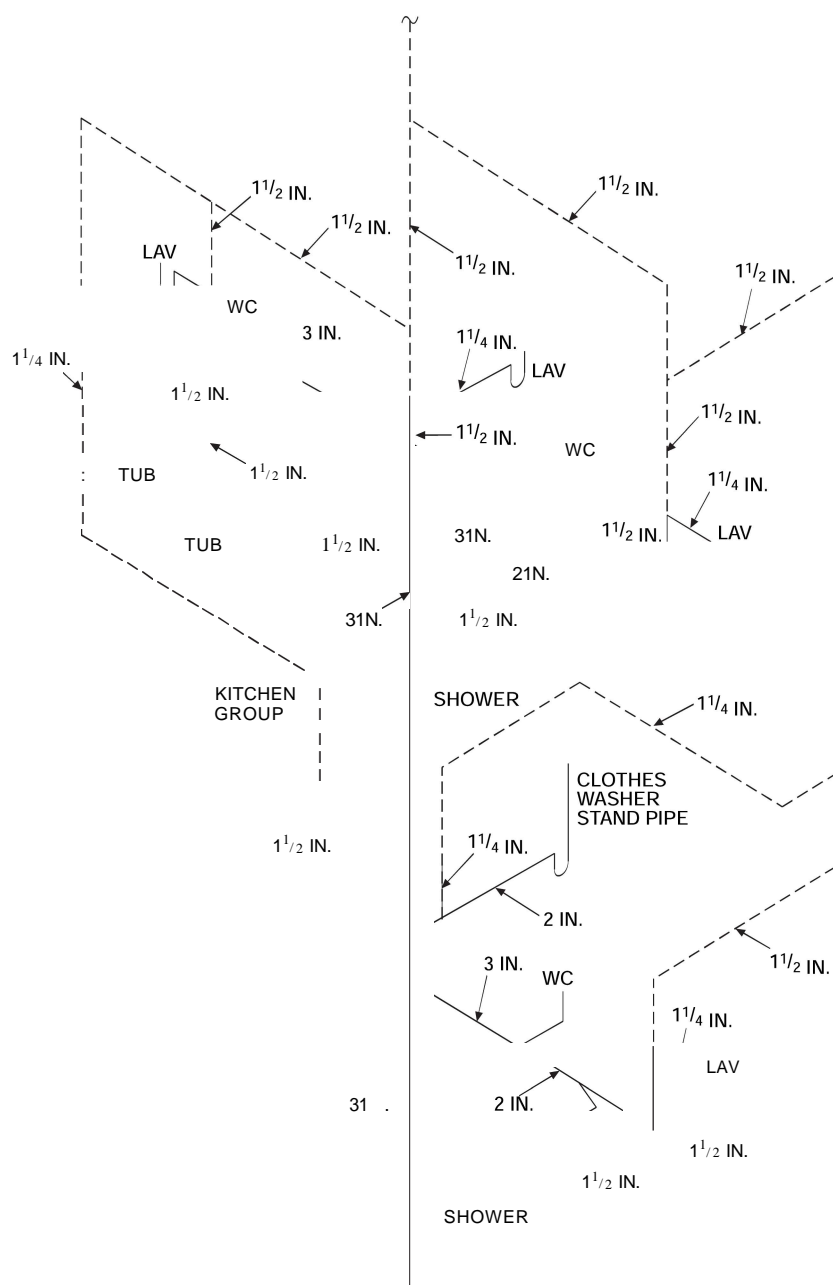 1 1/2 IN.
1 1/2 IN.
1 1/2 IN.
LAV
1 1/2 IN.
1 1/2 IN.
WC
3 IN.
1 1/4 IN.
1 1/4 IN.
LAV
1 1/2 IN.
1 1/2 IN.
1 1/2 IN.
WC
TUB
1 1/2 IN.
1 1/4 IN.
TUB
1 1/2 IN.
31N.
1 1/2 IN.
LAV
21N.
31N.
1 1/2 IN.
KITCHEN
GROUP
SHOWER
1 1/4 IN.
CLOTHES
WASHER
STAND PIPE
1 1/2 IN.
1 1/4 IN.
2 IN.
3 IN.
WC
1 1/2 IN.
1 1/4 IN.
LAV
31 .
2 IN.
1 1/2 IN.
1 1/2 IN.
SHOWER